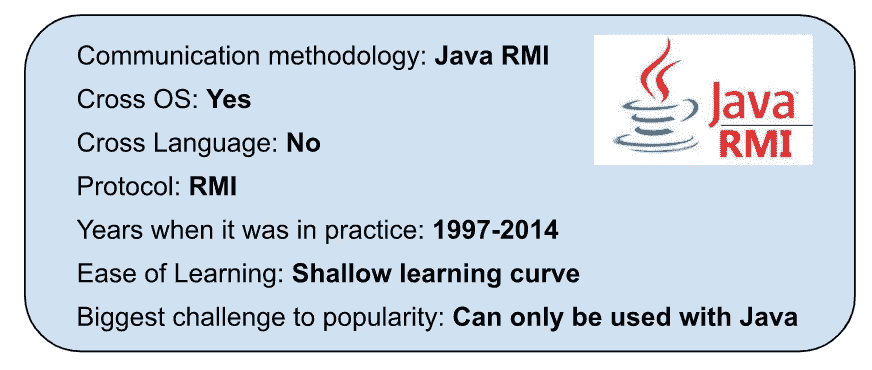 Communication methodology: Java RMI
Cross OS: Yes
Cross Language: No
Protocol: RMI
Years when it was in practice: 1997-2014
Ease of Learning: Shallow learning curve
Biggest challenge to popularity: Can only be used with Java
Java
RMI